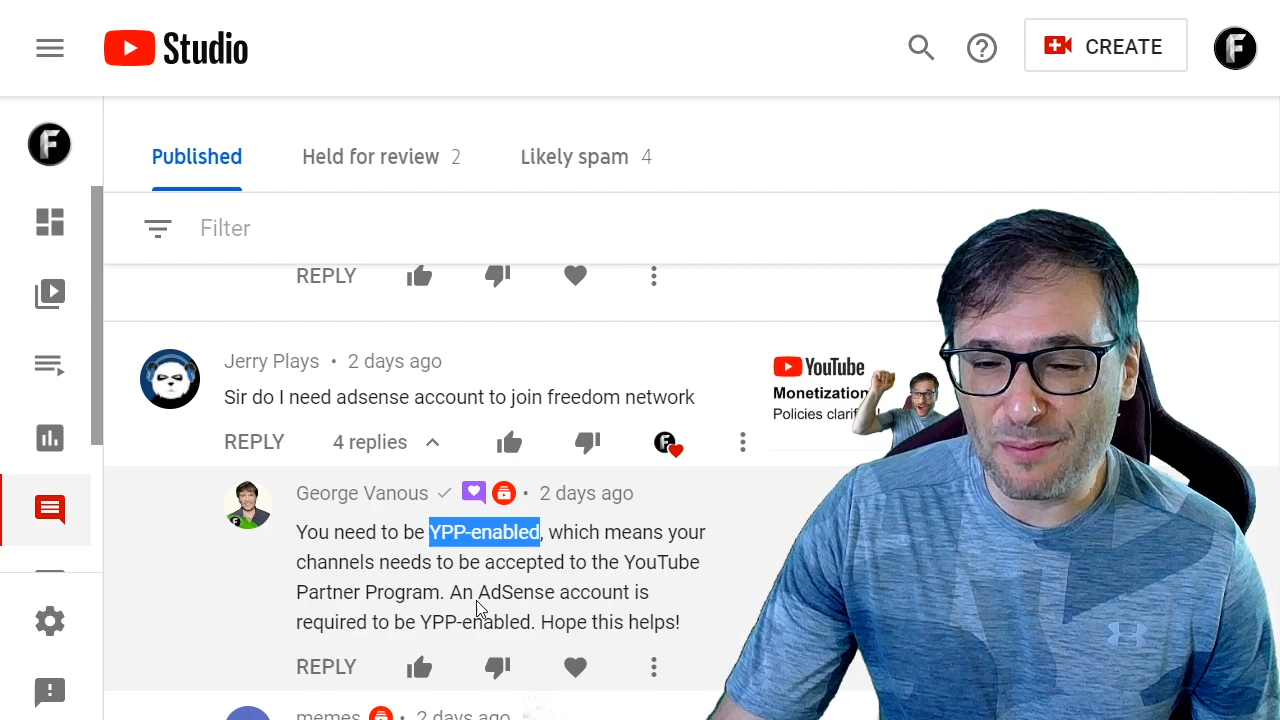 Studio
CREATE
Published
Held for review 2
Likely spam 4
Filter
REPLY
Jerry Plays • 2 days ago
Sir do I need adsense account to join freedom network
REPLY 4 replies
YouTube
Monetization
Policies
George Vanous • 2 days ago
You need to be YPP-enabled, which means your
channels needs to be accepted to the YouTube
Partner Program. An AdSense account is
required to be YPP-enabled. Hope this helps!
REPLY
memes • 2 days ago